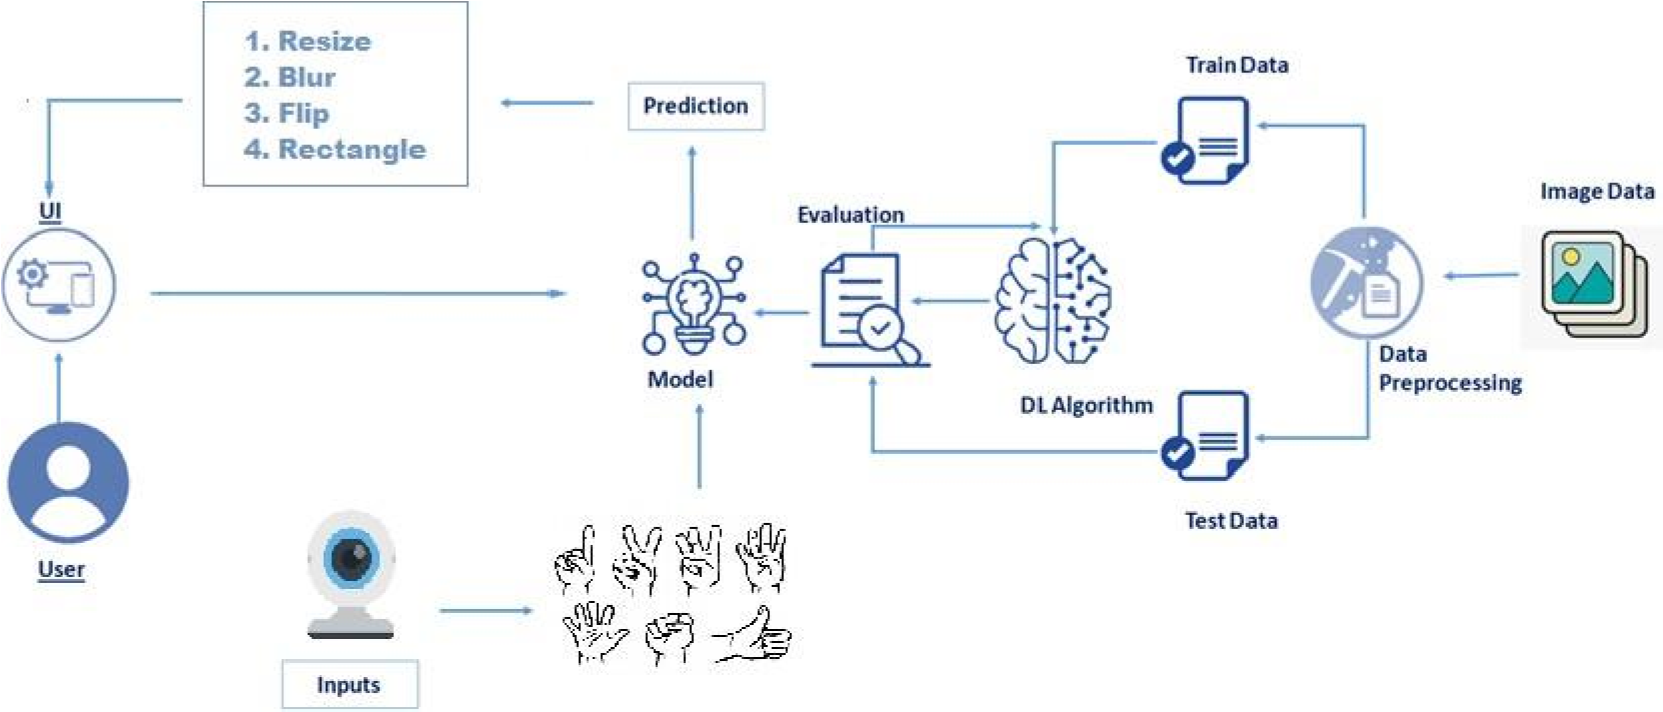 1. Resize
2. Blur
3. Flip
4. Rectangle
Prediction
Train Data
Image Data
UI
Evaluation
Model
DL Algorithm
Data
Preprocessing
Test Data
User
Inputs